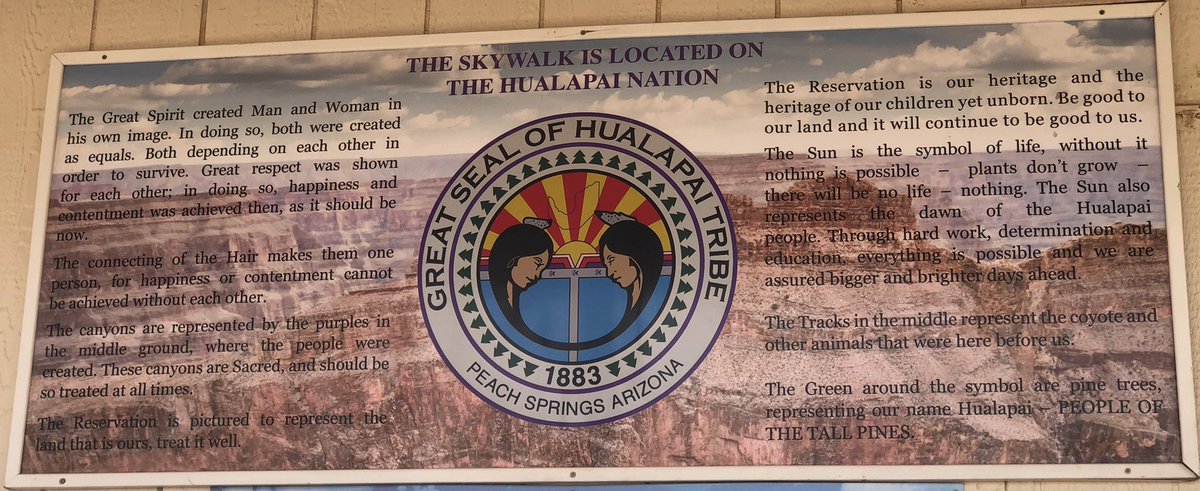 THE SKYWALK IS LOCATED ON
THE HUALAPAI NATION
The Great Spirit created Man and Woman in
his own image. In doing so, both were created
as equals. Both depending on each other in
order to survive. Great respect was shown
for each other; in doing so, happiness and
contentment was achieved then, as it should be
now.
The connecting of the Hair makes them one
person, for happiness or contentment cannot
be achieved without each other.
The canyons are represented by the purples in
the middle ground, where the people were
created. These canyons are Sacred, and should be
so treated at all times.
The Reservation is pictured to represent the
land that is ours, treat it well.
GREAT SEAL OF HUALAPAI TRIBE
1883
PEACH SPRINGS ARIZONA
The Reservation is our heritage and the
heritage of our children yet unborn. Be good to
our land and it will continue to be good to us.
The Sun is the symbol of life, without it
nothing is possible – plants don't grow –
there will be no life – nothing. The Sun also
represents the dawn of the Hualapai
people. Through hard work, determination and
education, everything is possible and we are
assured bigger and brighter days ahead.
The Tracks in the middle represent the coyote and
other animals that were here before us.
The Green around the symbol are pine trees,
representing our name Hualapai – PEOPLE OF
THE TALL PINES.